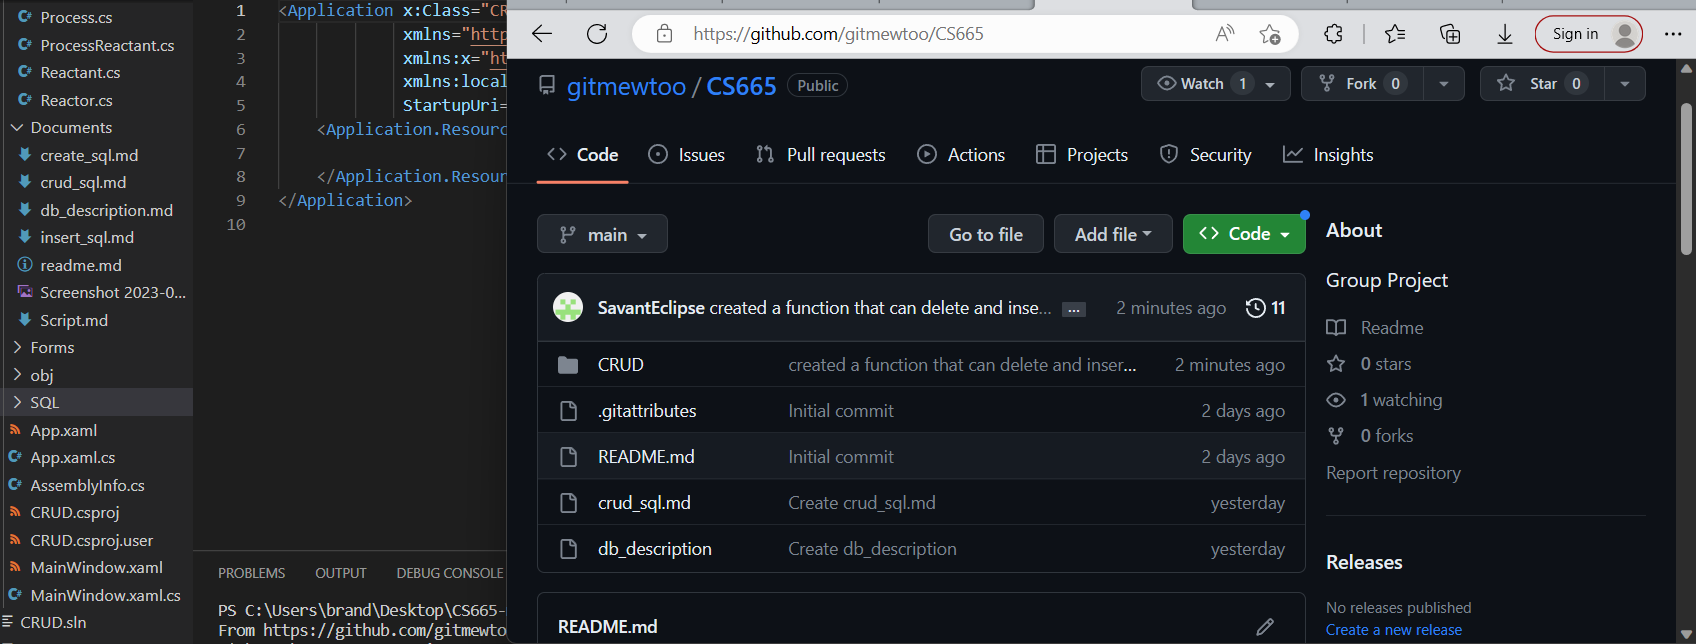 Process.cs
ProcessReactant.cs
Reactant.cs
Reactor.cs
Documents
create_sql.md
crud_sql.md
db_description.md
insert_sql.md
readme.md
Screenshot 2023-0...
Script.md
Forms
obj
SQL
App.xaml
App.xaml.cs
AssemblyInfo.cs
CRUD.csproj
CRUD.csproj.user
MainWindow.xaml
MainWindow.xaml.cs
CRUD.sln
1 <Application x:Class="CR
2 xmlns="http
3 xmlns:x="ht
4 xmlns:local
5 StartupUri=
6 <Application.Resourc
7
8 </Application.Resour
9 </Application>
10
PROBLEMS OUTPUT DEBUG CONSOLE
PS C:\Users\brand\Desktop\CS665-
From https://github.com/gitmewto
https://github.com/gitmewtoo/CS665
Sign in
gitmewtoo / CS665 Public
Watch 1
Fork 0
Star 0
Code Issues Pull requests Actions Projects Security Insights
main
Go to file
Add file
Code
SavantEclipse created a function that can delete and inse... ... 2 minutes ago 11
CRUD created a function that can delete and inser... 2 minutes ago
.gitattributes Initial commit 2 days ago
README.md Initial commit 2 days ago
crud_sql.md Create crud_sql.md yesterday
db_description Create db_description yesterday
README.md
About
Group Project
Readme
0 stars
1 watching
0 forks
Report repository
Releases
No releases published
Create a new release